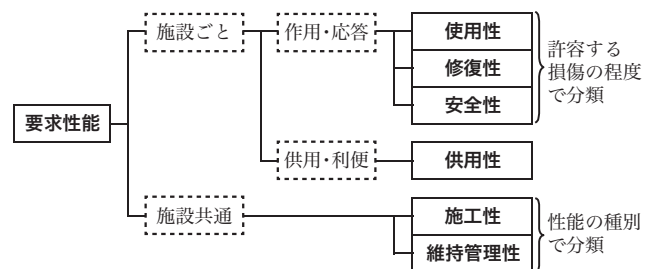 施設ごと
作用・応答
使用性
修復性
安全性
許容する
損傷の程度
で分類
要求性能
供用・利便
供用性
施設共通
施工性
維持管理性
性能の種別
で分類